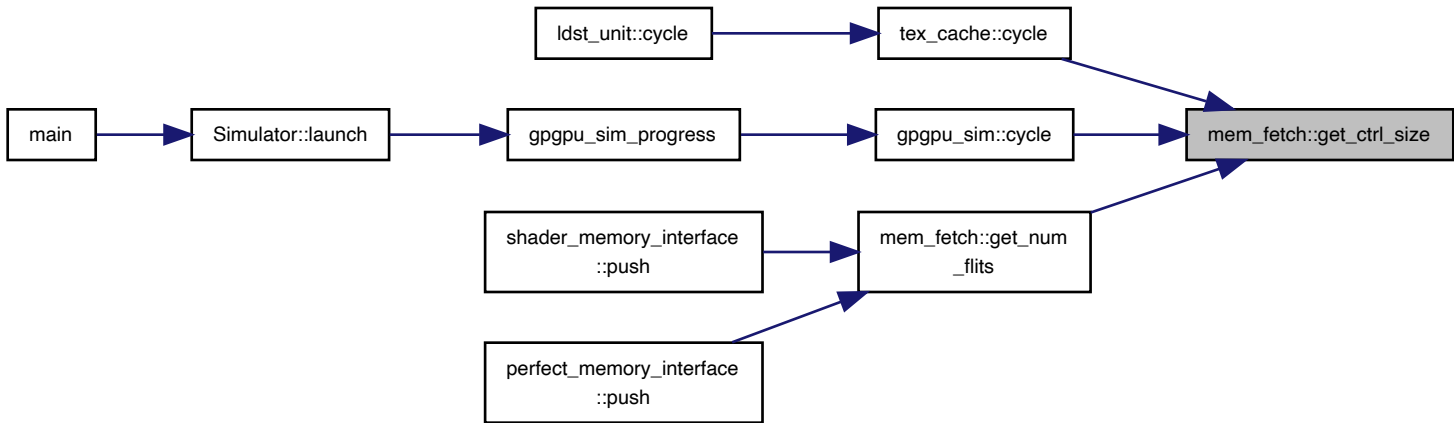 ldst_unit::cycle
tex_cache::cycle
main
Simulator::launch
gpgpu_sim_progress
gpgpu_sim::cycle
mem_fetch::get_ctrl_size
shader_memory_interface
::push
mem_fetch::get_num
_flits
perfect_memory_interface
::push